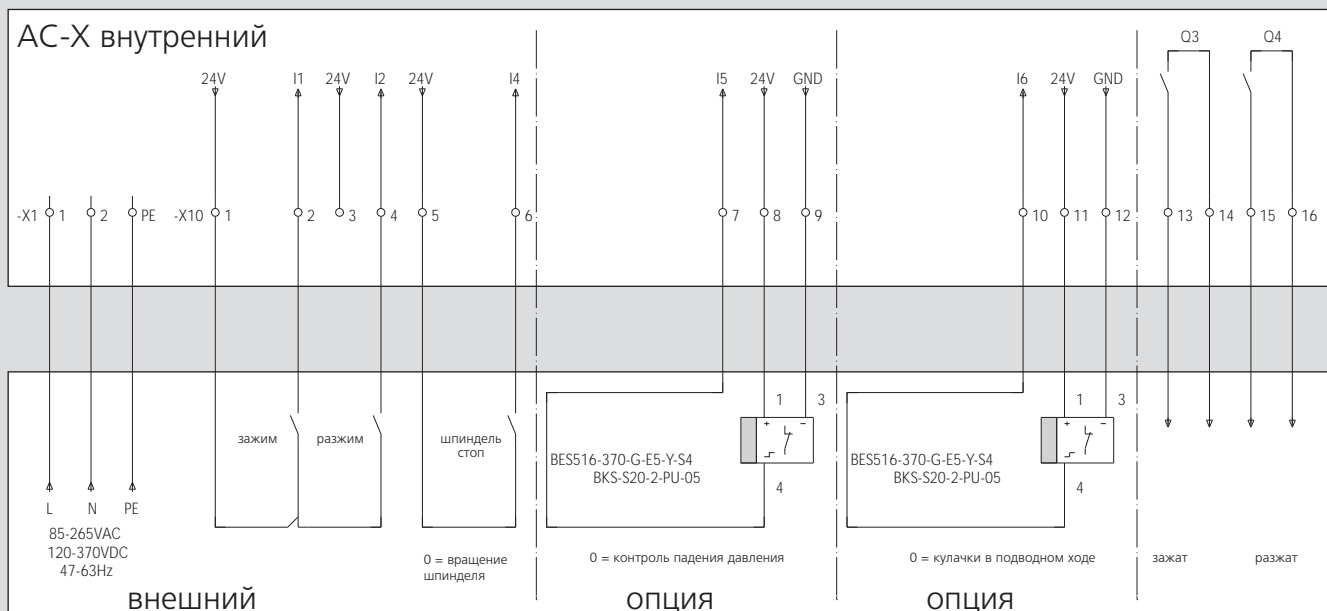 АС-Х внутренний
Q3 Q4
24V I1 24V I2 24V I4 I5 24V GND I6 24V GND
-X1 1 2 PE -X10 1 2 3 4 5 6 7 8 9 10 11 12 13 14 15 16
1 3 1 3
+ − + −
зажим разжим шпиндель
стоп
BES516-370-G-E5-Y-S4
BKS-S20-2-PU-05
4
BES516-370-G-E5-Y-S4
BKS-S20-2-PU-05
4
L N PE
85-265VAC
120-370VDC
47-63Hz
0 = вращение
шпинделя
0 = контроль падения давления
0 = кулачки в подводном ходе
зажат разжат
внешний опция опция